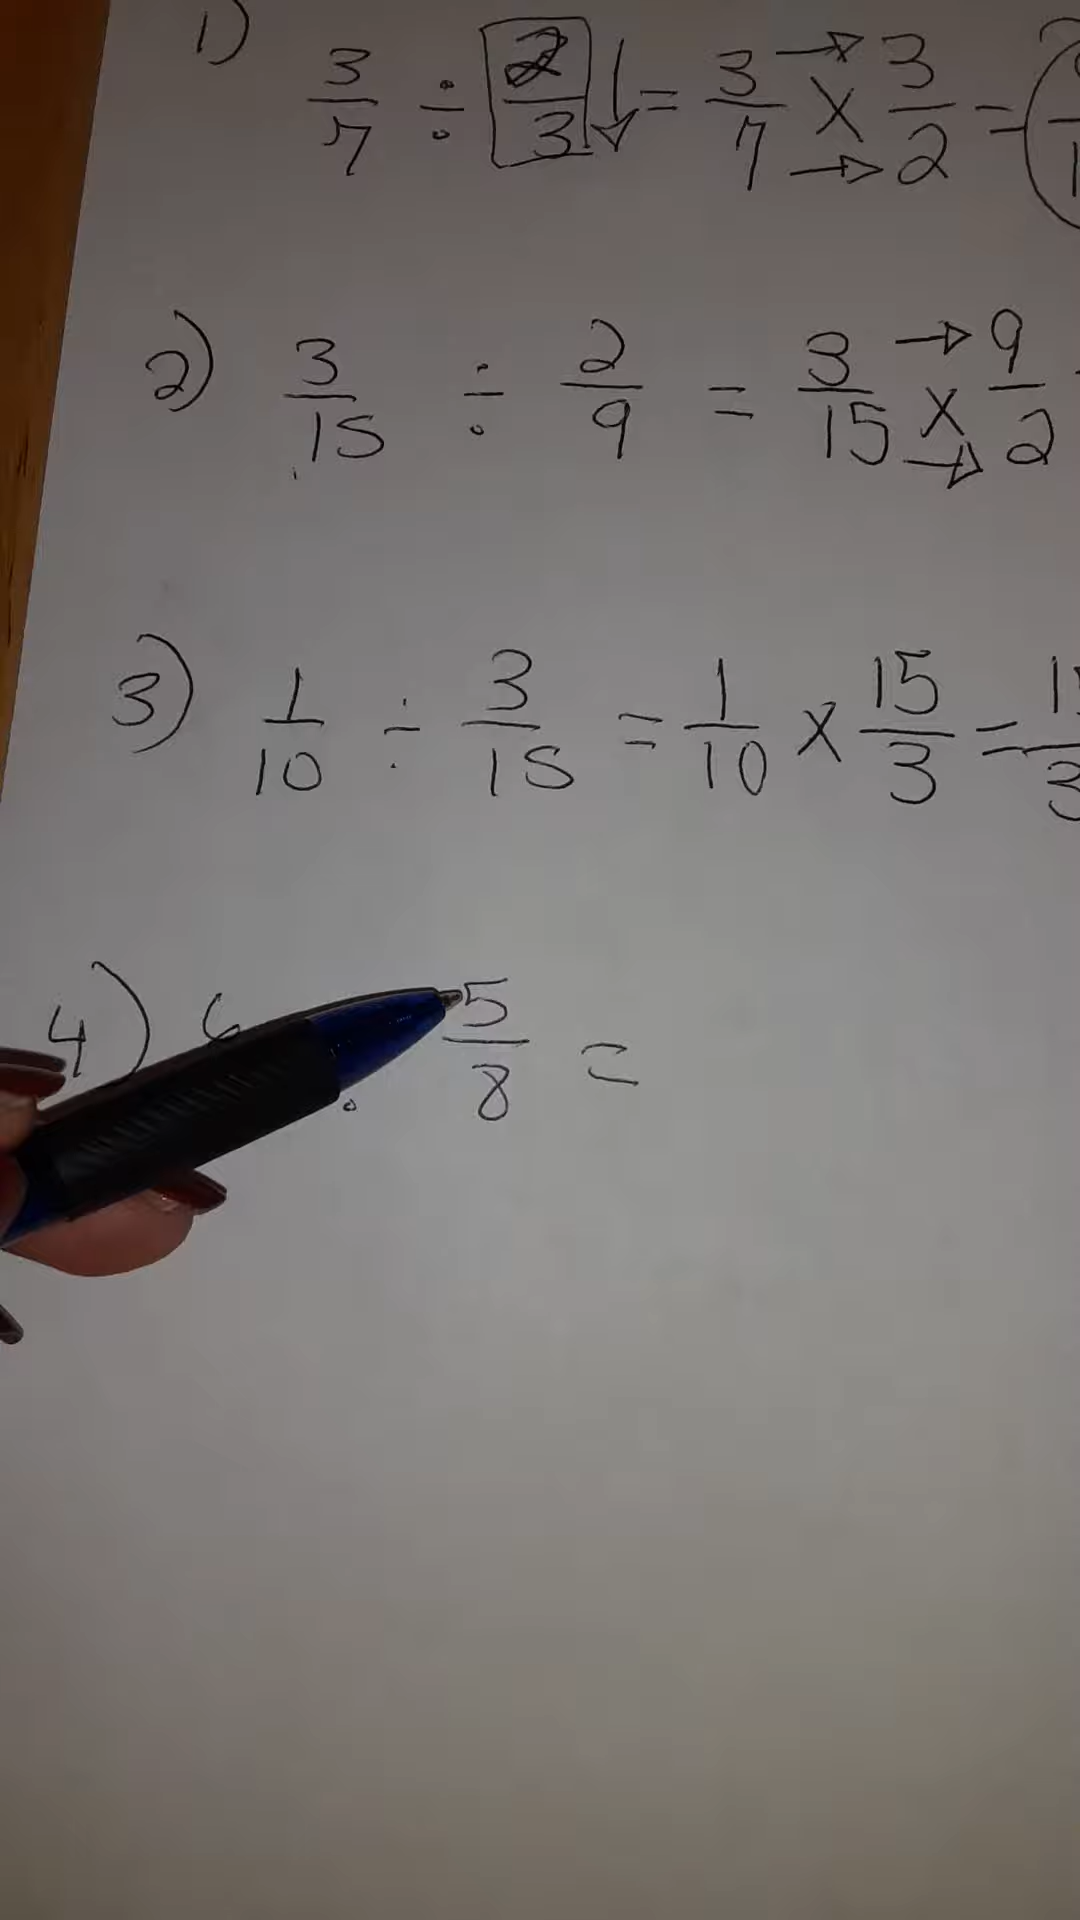 1) 3/7 ÷ 2/3 = 3/7 × 3/2 =
2) 3/15 ÷ 2/9 = 3/15 × 9/2
3) 1/10 ÷ 3/15 = 1/10 × 15/3 =
4) 6 5/8 =